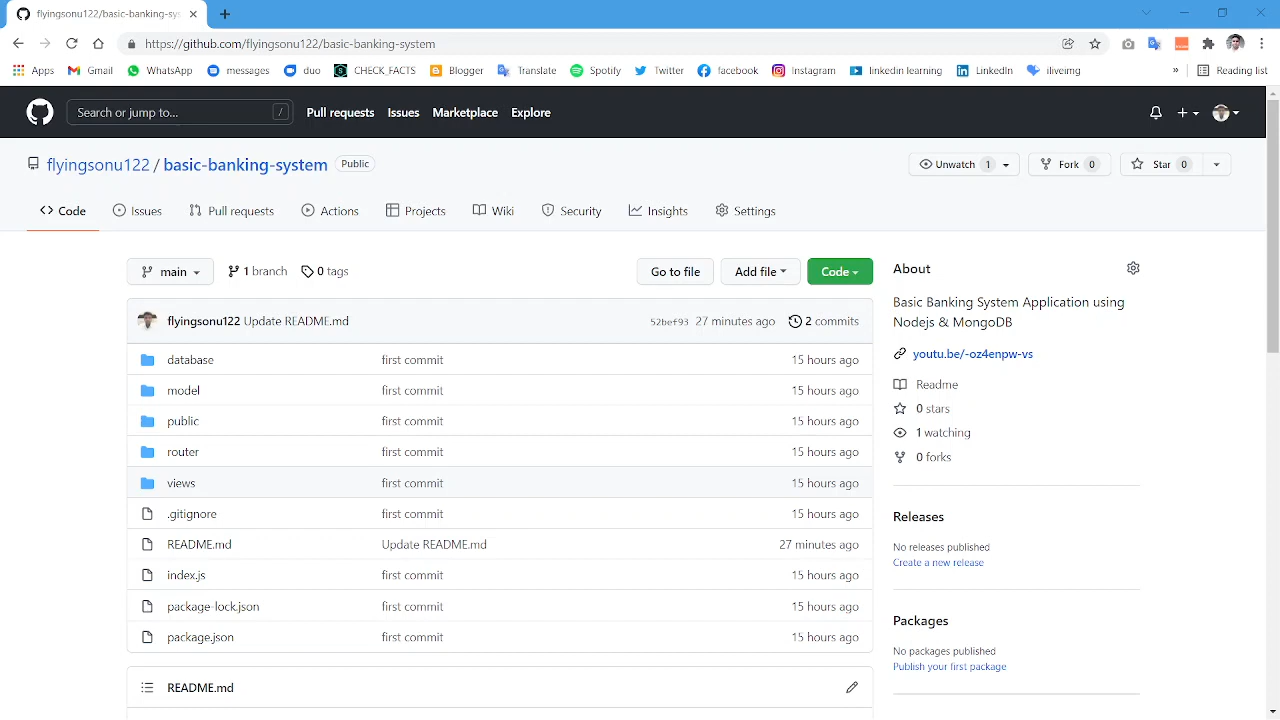 flyingsonu122/basic-banking-sys
https://github.com/flyingsonu122/basic-banking-system
Apps Gmail WhatsApp messages dro CHECK_FACTS Blogger Translate Spotify Twitter facebook Instagram linkedin learning LinkedIn iloveimg » Reading list
Search or jump to... / Pull requests Issues Marketplace Explore
flyingsonu122 / basic-banking-system Public Unwatch 1 Fork 0 Star 0
Code Issues Pull requests Actions Projects Wiki Security Insights Settings
main 1 branch 0 tags Go to file Add file Code
flyingsonu122 Update README.md 52bef93 27 minutes ago 2 commits
database first commit 15 hours ago
model first commit 15 hours ago
public first commit 15 hours ago
router first commit 15 hours ago
views first commit 15 hours ago
.gitignore first commit 15 hours ago
README.md Update README.md 27 minutes ago
index.js first commit 15 hours ago
package-lock.json first commit 15 hours ago
package.json first commit 15 hours ago
README.md
About
Basic Banking System Application using
Nodejs & MongoDB
youtu.be/-oz4enpw-vs
Readme
0 stars
1 watching
0 forks
Releases
No releases published
Create a new release
Packages
No packages published
Publish your first package